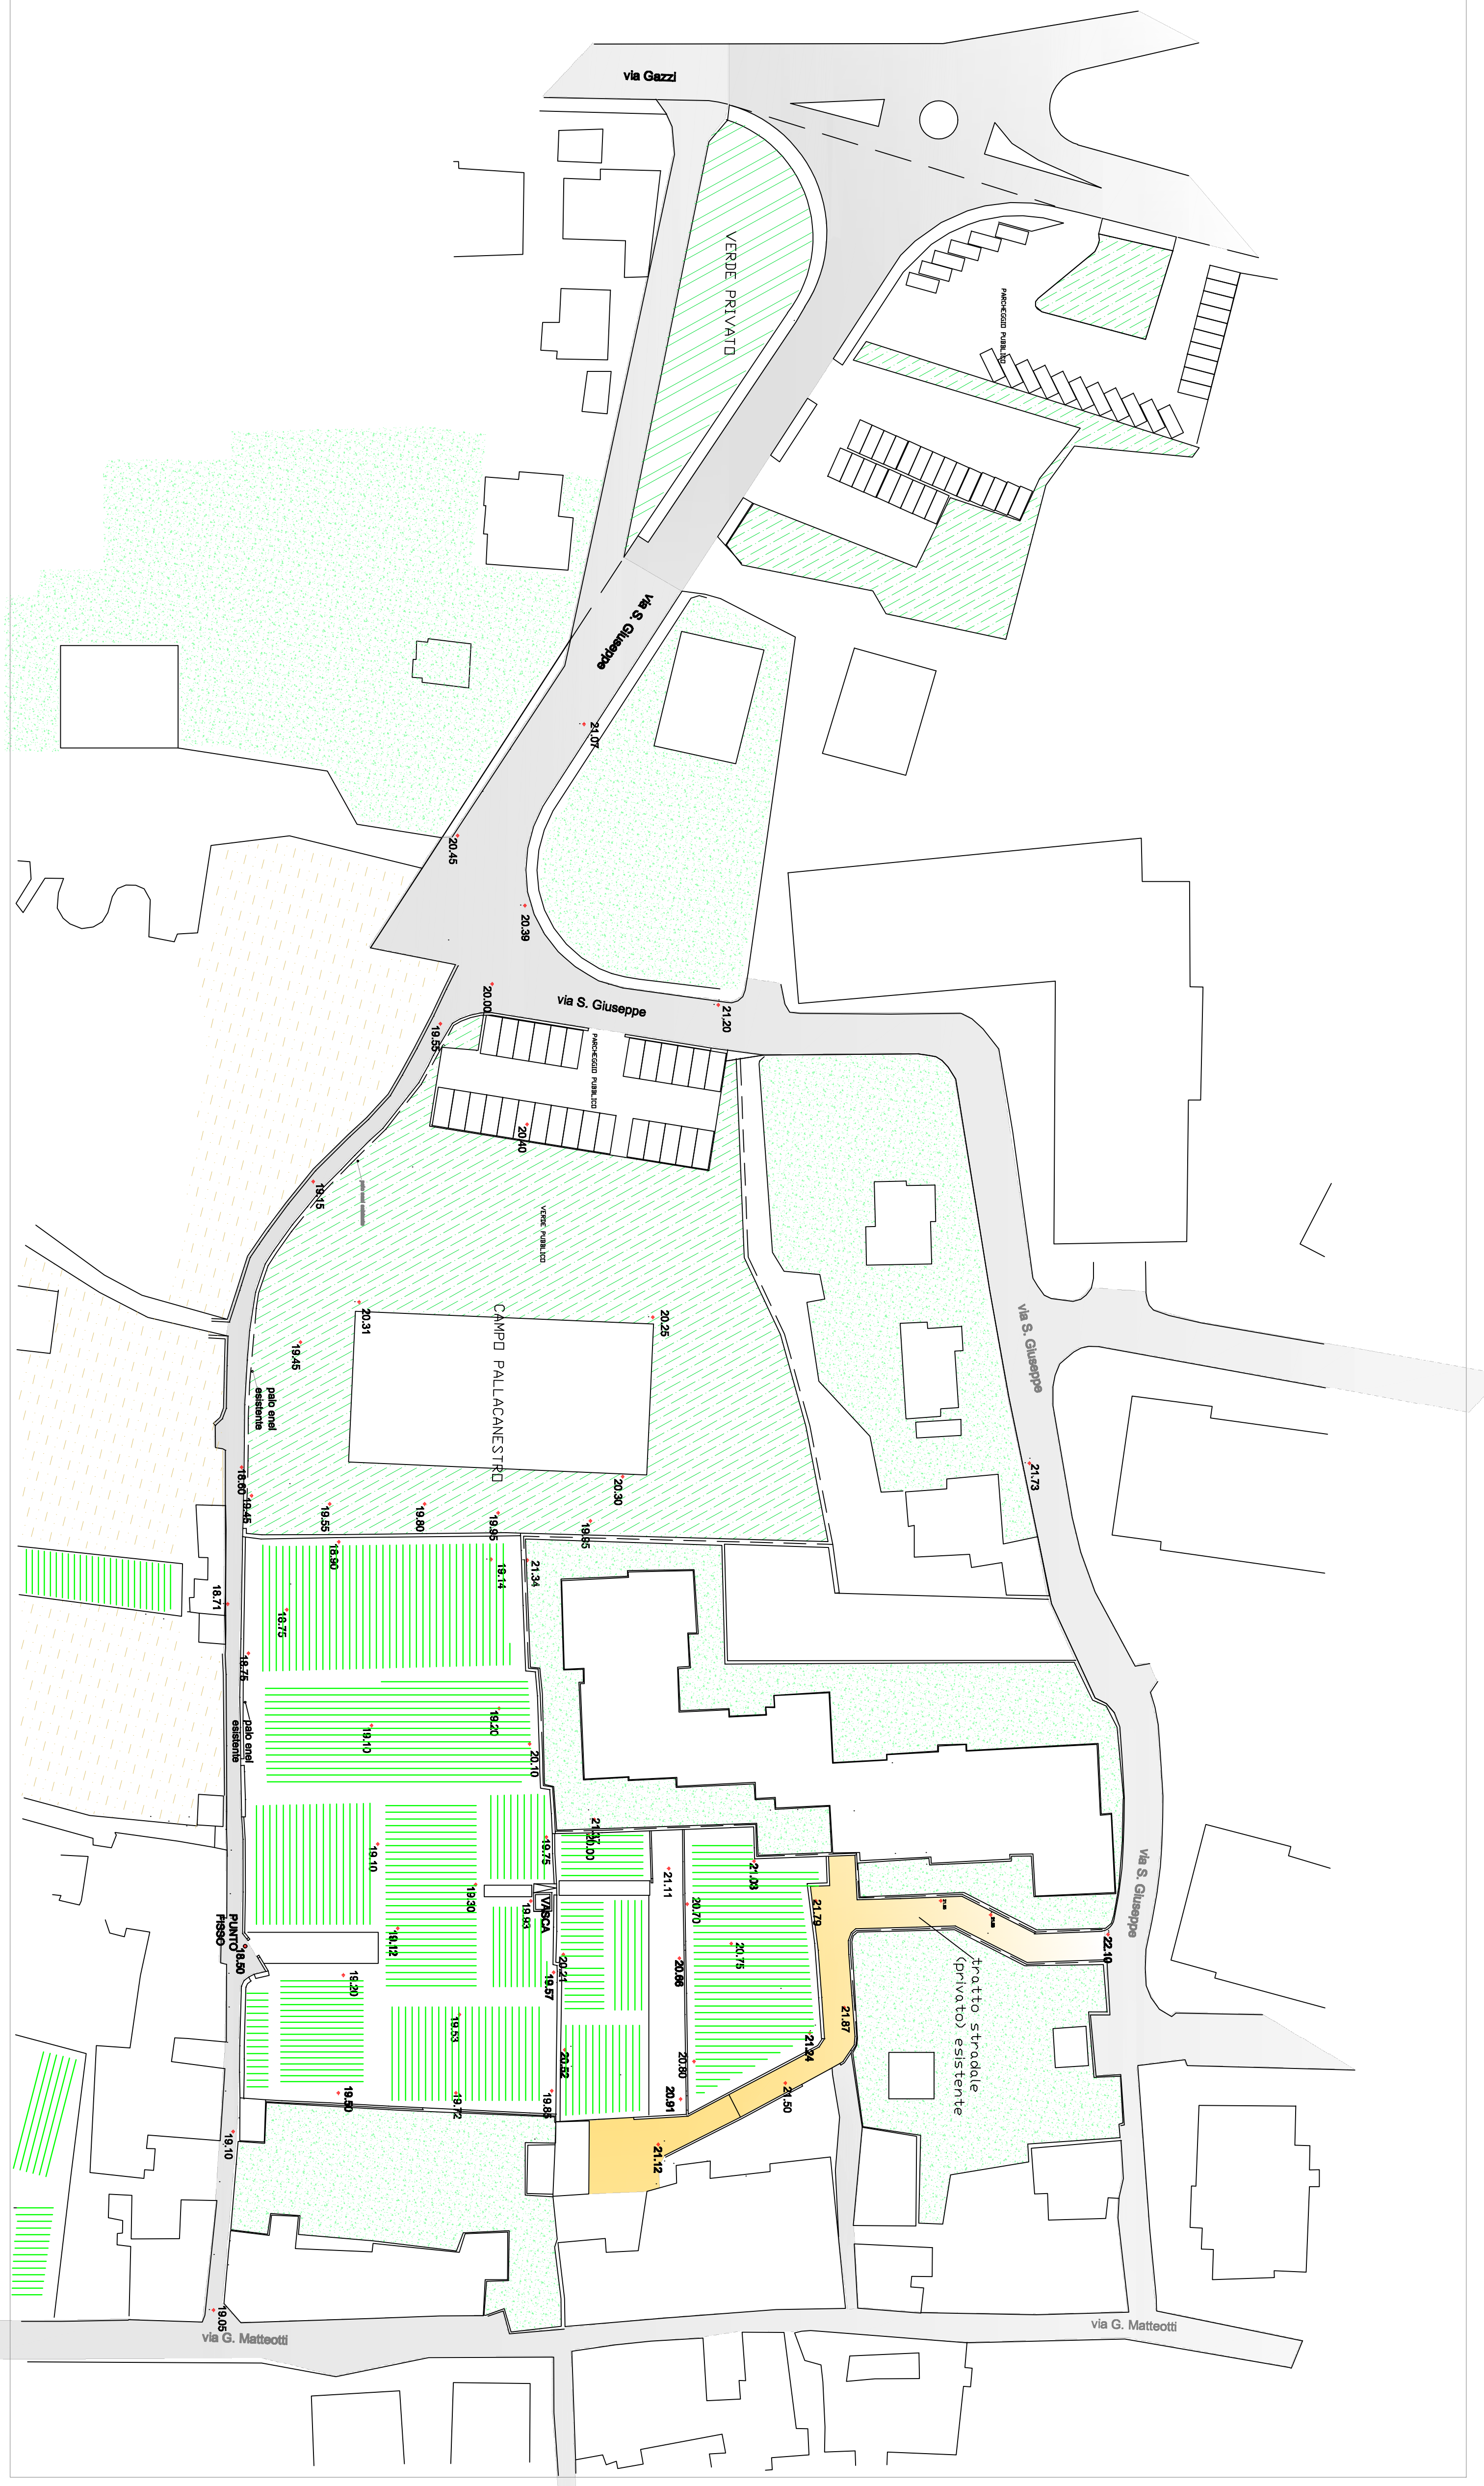 via Gazzi
VERDE PRIVATO
PARCHEGGIO PUBBLICO
via S. Giuseppe
21.07
20.45
20.39
20.00
via S. Giuseppe
21.20
19.55
PARCHEGGIO PUBBLICO
20.40
19.15
VERDE PUBBLICO
20.31
CAMPO PALLACANESTRO
20.25
19.45
via S. Giuseppe
palo enel
esistente
21.73
18.60
19.45
19.55
19.80
19.95
20.30
19.95
18.90
19.14
21.34
18.71
18.75
18.75
19.20
palo enel
esistente
19.10
20.10
19.10
19.75
20.00
21.11
21.03
19.30
19.93
VASCA
20.70
21.79
via S. Giuseppe
PUNTO
FISSO
18.50
19.12
20.21
20.66
20.75
22.10
19.20
19.57
tratto stradale
(privato) esistente
19.53
21.87
20.52
21.24
20.80
19.50
19.72
19.85
20.91
21.50
19.10
21.12
19.05
via G. Matteotti
via G. Matteotti